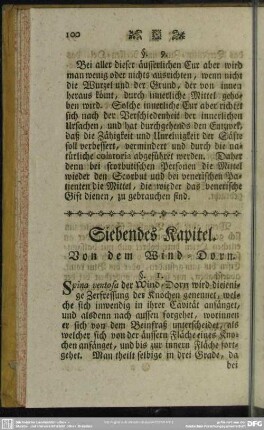 100
§. 9.
Bei aller dieser äusserlichen Cur aber wird
man wenig oder nichts ausrichten, wenn nicht
die Wurzel und der Grund, der von innen
heraus kömt, durch innerliche Mittel geho-
ben wird. Solche innerliche Cur aber richtet
sich nach der Verschiedenheit der innerlichen
Ursachen, und hat durchgehends den Entzwek,
daß die Zähigkeit und Unreinigkeit der Säfte
soll verbessert, vermindert und durch die na-
türliche colatoria abgeführet werden. Daher
denn bei scorbutischen Personen die Mittel
wieder den Scorbut und bei venerischen Pa-
tienten die Mittel, die wieder das venerische
Gift dienen, zu gebrauchen sind.
Siebendes Kapitel.
Von dem Wind-Dorn.
§. 1.
Spina ventosa der Wind-Dorn wird diejeni-
ge Zerfressung der Knochen genennet, wel-
che sich inwendig in ihrer Cavität anfänget,
und alsdenn nach aussen fortgehet, worinnen
er sich von dem Beinfraß unterscheidet, als
welcher sich von der äussern Fläche eines Kno-
chen anfänget, und bis zur innern Fläche fort-
gehet. Man theilt selbige in drei Grade, da
bei